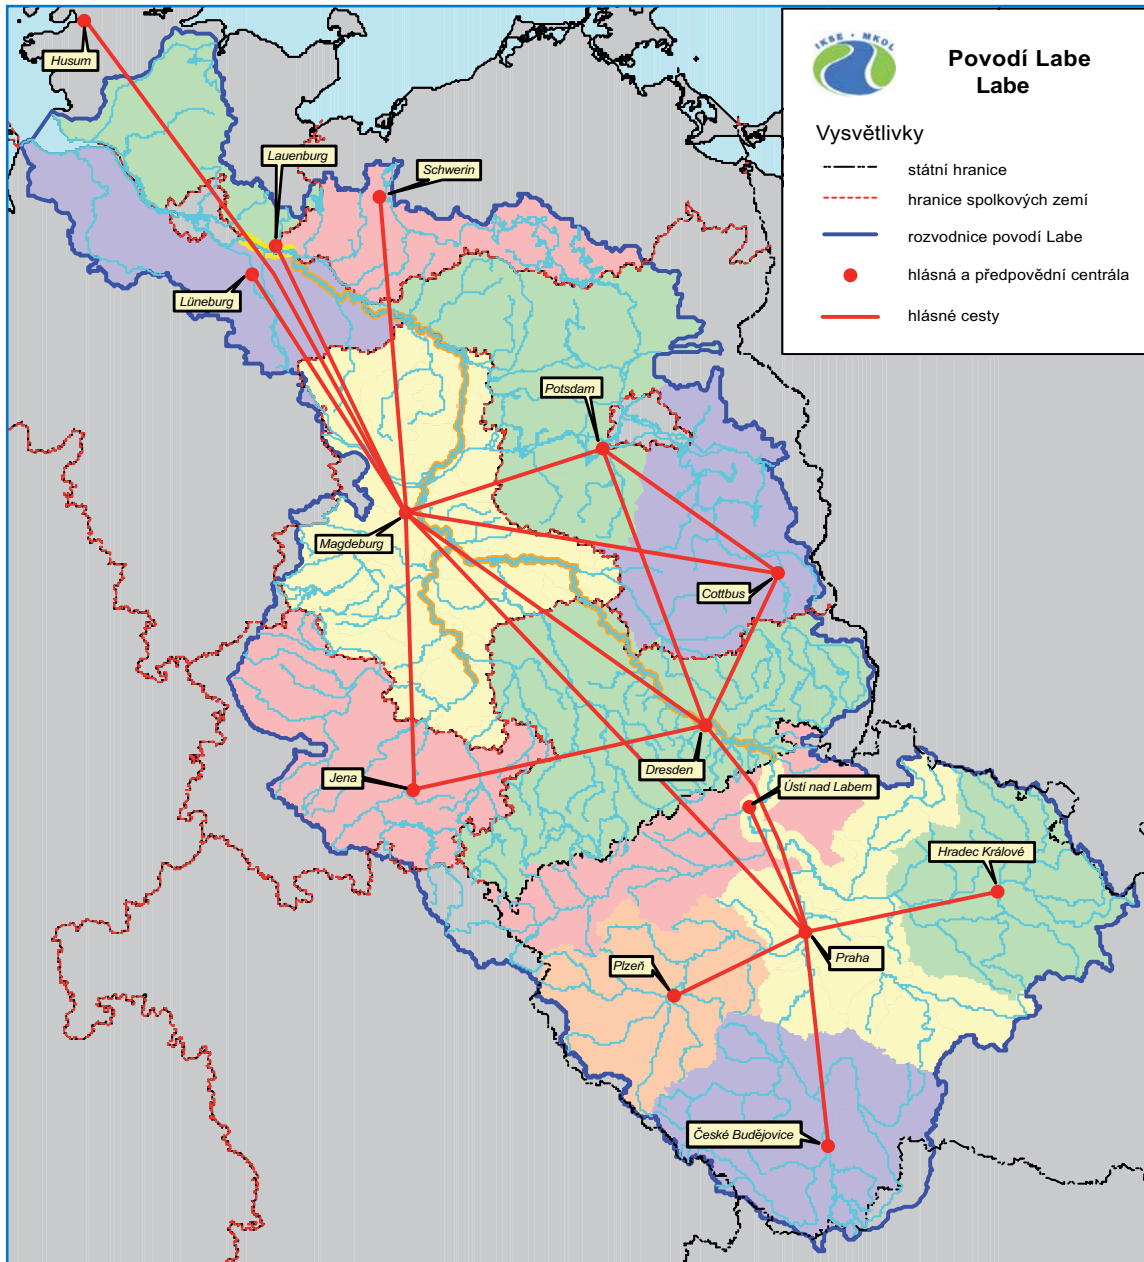 IKSE • MKOL
Povodí Labe
Labe
Vysvětlivky
státní hranice
hranice spolkových zemí
rozvodnice povodí Labe
hlásná a předpovědní centrála
hlásné cesty
Husum
Lauenburg
Schwerin
Lüneburg
Potsdam
Magdeburg
Cottbus
Dresden
Jena
Ústí nad Labem
Hradec Králové
Praha
Plzeň
České Budějovice